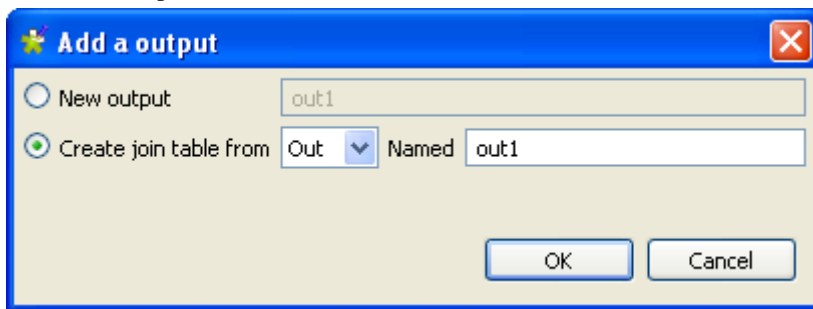 Add a output
New output out1
Create join table from Out Named out1
OK Cancel